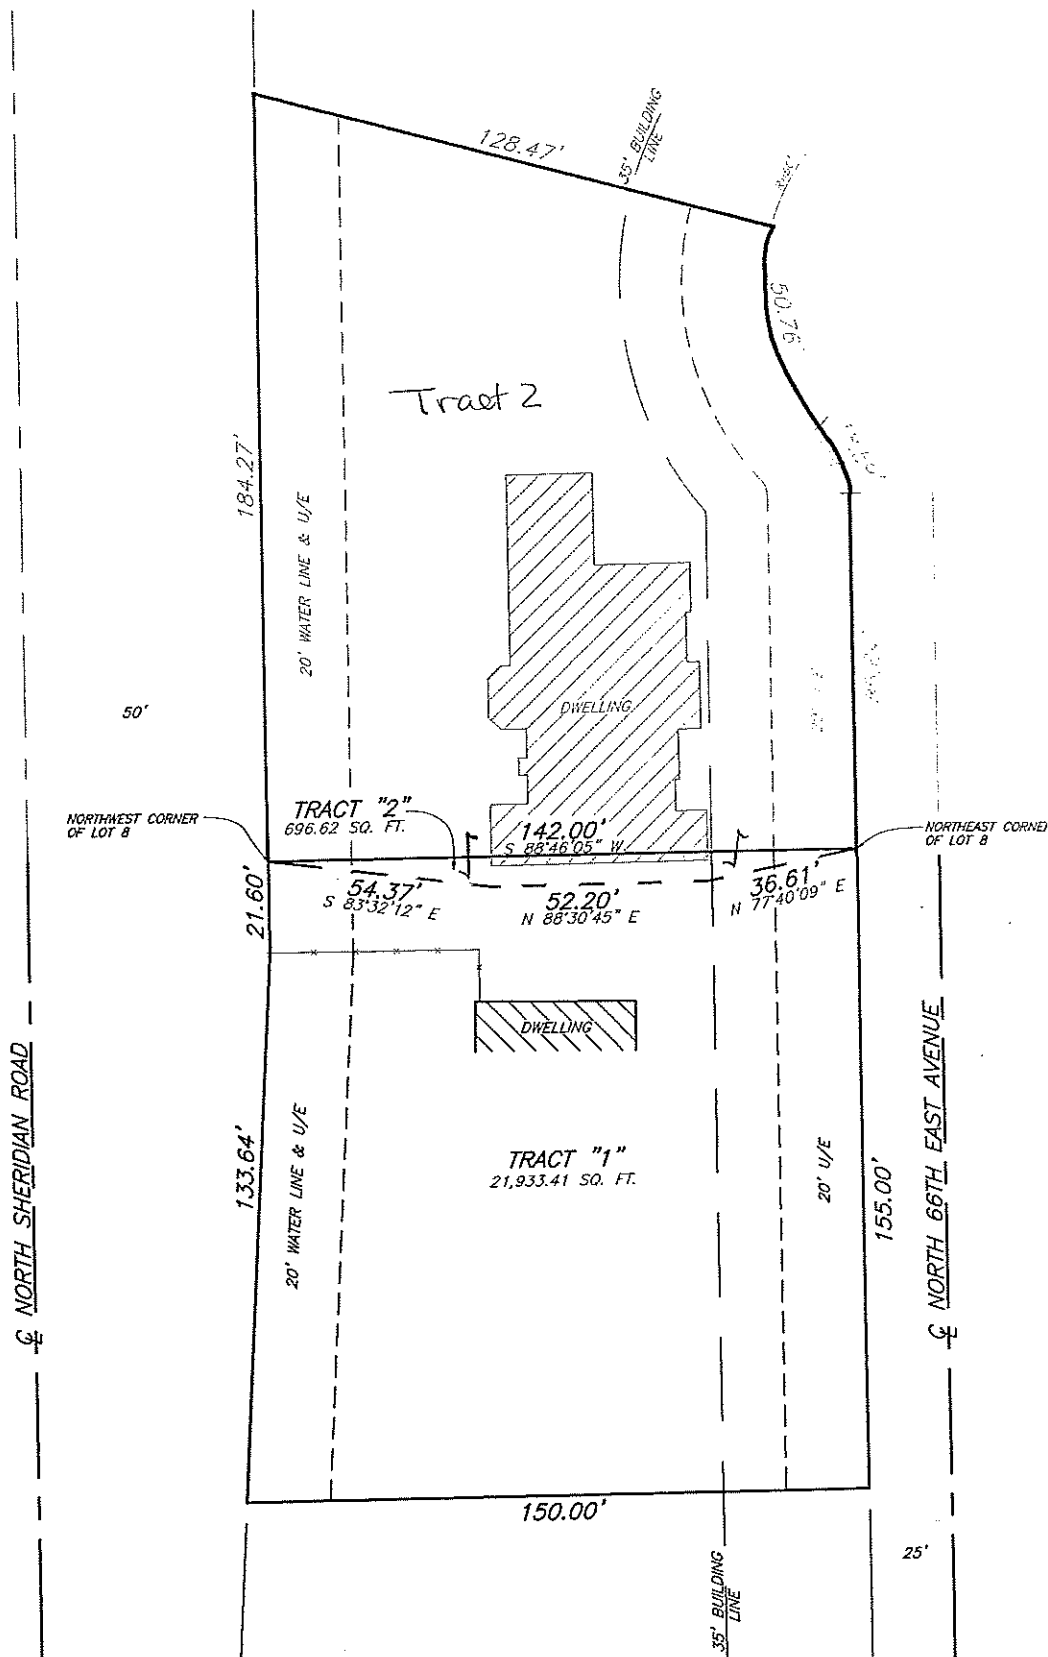 128.47'
35' BUILDING
LINE
50.76'
Tract 2
184.27'
20' WATER LINE & U/E
50'
DWELLING
NORTHWEST CORNER
OF LOT 8
TRACT "2"
696.62 SQ. FT.
142.00'
S 88°46'05" W
NORTHEAST CORNE
OF LOT 8
21.60'
54.37'
S 83°32'12" E
52.20'
N 88°30'45" E
36.61'
N 77°40'09" E
DWELLING
TRACT "1"
21,933.41 SQ. FT.
133.64'
20' WATER LINE & U/E
20' U/E
155.00'
℄ NORTH SHERIDAN ROAD
℄ NORTH 66TH EAST AVENUE
150.00'
35' BUILDING
LINE
25'